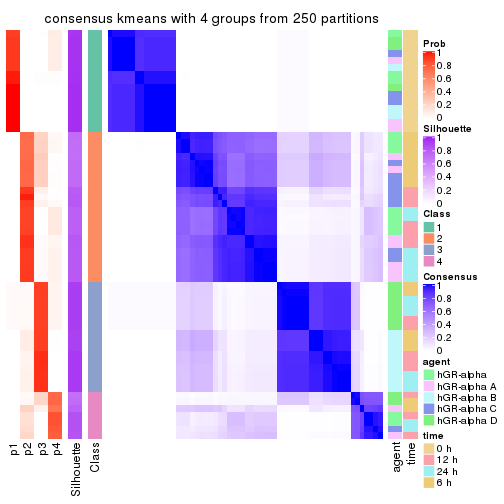 consensus kmeans with 4 groups from 250 partitions
p1
p2
p3
p4
Silhouette
Class
agent
time
Prob
1
0.8
0.6
0.4
0.2
0
Silhouette
1
0.8
0.6
0.4
0.2
0
Class
1
2
3
4
Consensus
1
0.8
0.6
0.4
0.2
0
agent
hGR-alpha
hGR-alpha A
hGR-alpha B
hGR-alpha C
hGR-alpha D
time
0 h
12 h
24 h
6 h